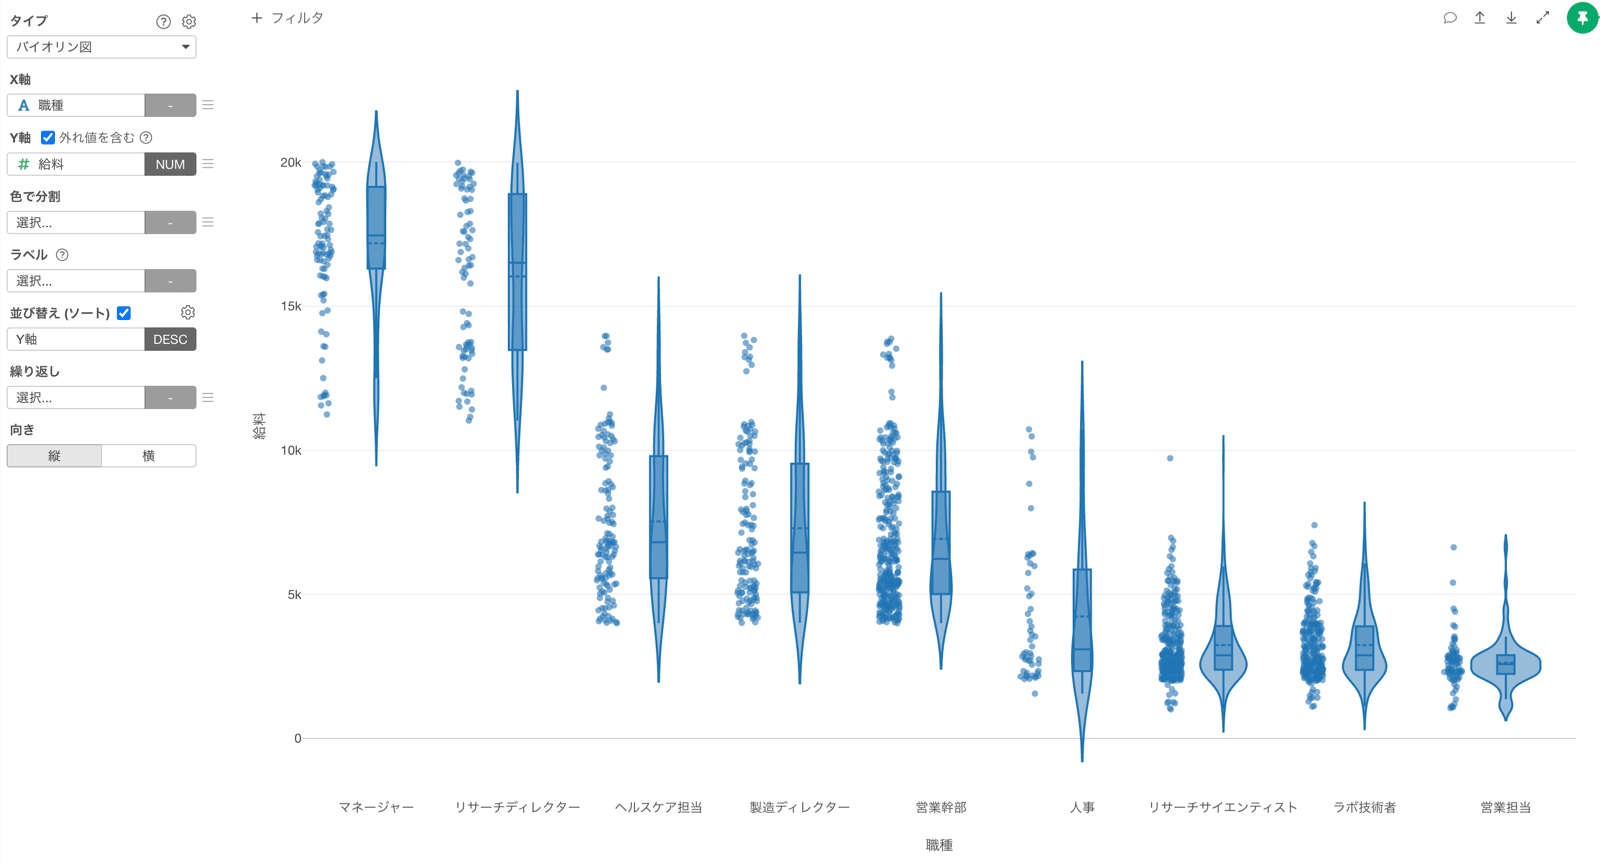 タイプ
バイオリン図
X軸
A 職種 -
Y軸 外れ値を含む
# 給料 NUM
色で分割
選択... -
ラベル
選択... -
並び替え (ソート)
Y軸 DESC
繰り返し
選択... -
向き
縦 横
+ フィルタ
20k
15k
10k
5k
0
給料
マネージャー
リサーチディレクター
ヘルスケア担当
製造ディレクター
営業幹部
人事
リサーチサイエンティスト
ラボ技術者
営業担当
職種